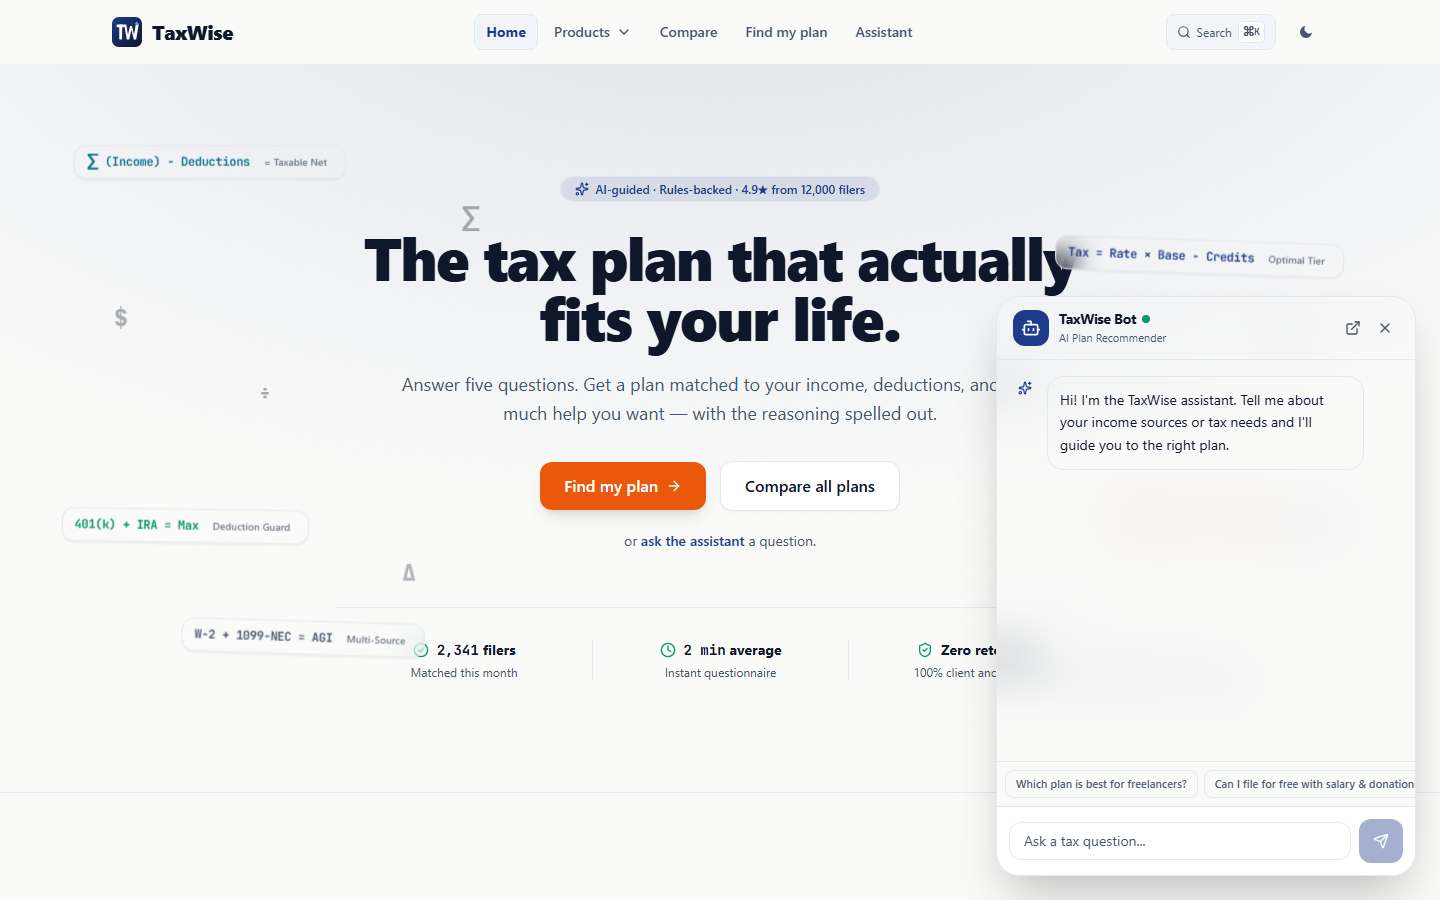 TW TaxWise
Home
Products
Compare
Find my plan
Assistant
Search ⌘K
Σ (Income) - Deductions = Taxable Net
AI-guided · Rules-backed · 4.9★ from 12,000 filers
Σ
The tax plan that actually
fits your life.
Tax = Rate × Base - Credits Optimal Tier
$
÷
Answer five questions. Get a plan matched to your income, deductions, and
much help you want — with the reasoning spelled out.
Find my plan →
Compare all plans
401(k) + IRA = Max Deduction Guard
or ask the assistant a question.
Δ
W-2 + 1099-NEC = AGI Multi-Source
2,341 filers
Matched this month
2 min average
Instant questionnaire
Zero
100% client
TaxWise Bot
AI Plan Recommender
Hi! I'm the TaxWise assistant. Tell me about
your income sources or tax needs and I'll
guide you to the right plan.
Which plan is best for freelancers?
Can I file for free with salary & donation
Ask a tax question...